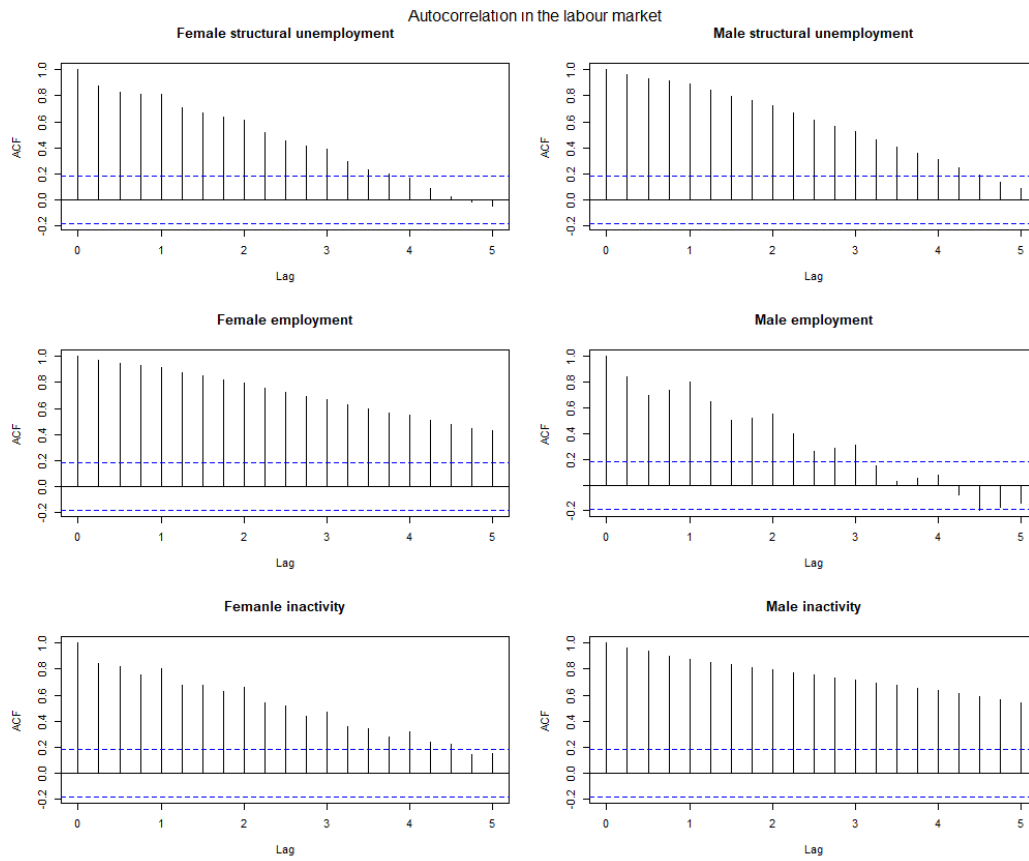 Autocorrelation in the labour market
Female structural unemployment
ACF
1.0
0.8
0.6
0.4
0.2
0.0
-0.2
0 1 2 3 4 5
Lag
Male structural unemployment
ACF
1.0
0.8
0.6
0.4
0.2
0.0
-0.2
0 1 2 3 4 5
Lag
Female employment
ACF
1.0
0.8
0.6
0.4
0.2
0.0
-0.2
0 1 2 3 4 5
Lag
Male employment
ACF
1.0
0.8
0.6
0.4
0.2
-0.2
0 1 2 3 4 5
Lag
Femanle inactivity
ACF
1.0
0.8
0.6
0.4
0.2
0.0
-0.2
0 1 2 3 4 5
Lag
Male inactivity
ACF
1.0
0.8
0.6
0.4
0.2
0.0
-0.2
0 1 2 3 4 5
Lag